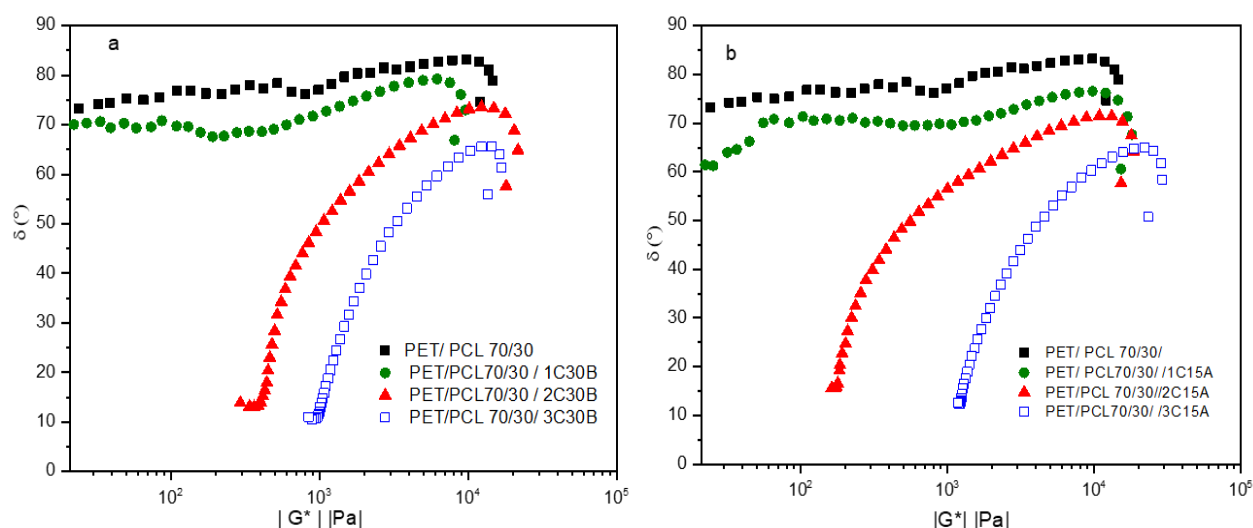 a
90
80
70
60
50
40
30
20
10
0
δ (°)
PET/ PCL 70/30
PET/PCL70/30 / 1C30B
PET/PCL70/30 / 2C30B
PET/PCL70/30/ 3C30B
10²
10³
10⁴
10⁵
| G* | |Pa|
b
90
80
70
60
50
40
30
20
10
0
δ (°)
PET/ PCL 70/30/
PET/ PCL70/30/ /1C15A
PET/PCL 70/30//2C15A
PET/PCL70/30/ /3C15A
10²
10³
10⁴
10⁵
|G*| |Pa|